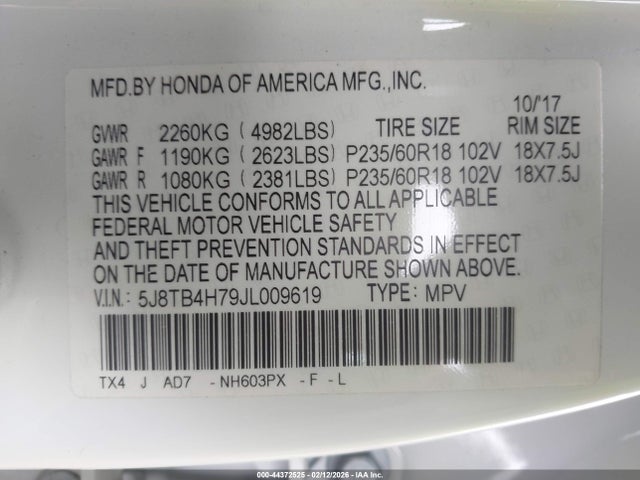 MFD.BY HONDA OF AMERICA MFG.,INC.
10/'17
GVWR 2260KG ( 4982LBS) TIRE SIZE RIM SIZE
GAWR F 1190KG ( 2623LBS) P235/60R18 102V 18X7.5J
GAWR R 1080KG ( 2381LBS) P235/60R18 102V 18X7.5J
THIS VEHICLE CONFORMS TO ALL APPLICABLE
FEDERAL MOTOR VEHICLE SAFETY
AND THEFT PREVENTION STANDARDS IN EFFECT
ON THE DATE OF MANUFACTURE SHOWN ABOVE.
V.I.N.: 5J8TB4H79JL009619 TYPE: MPV
TX4 J AD7 - NH603PX - F - L
000-44372525 - 02/12/2026 - IAAI.COM